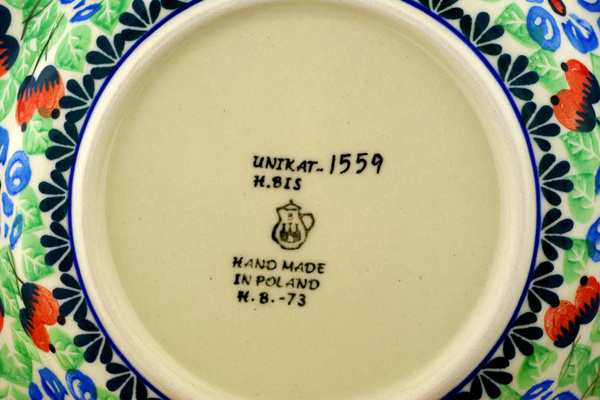 UNIKAT-1559
H.BIS
HAND MADE
IN POLAND
H.B.-73